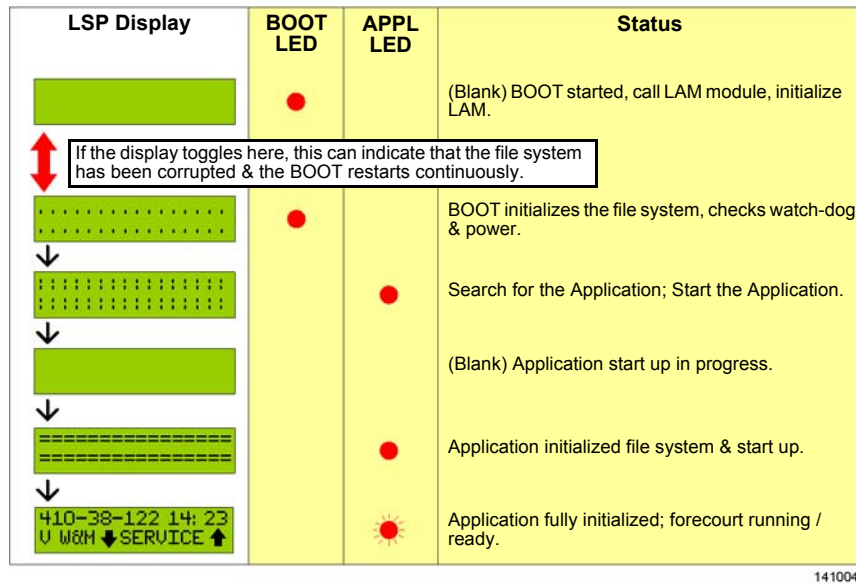 LSP Display
BOOT
LED
APPL
LED
Status
(Blank) BOOT started, call LAM module, initialize
LAM.
If the display toggles here, this can indicate that the file system
has been corrupted & the BOOT restarts continuously.
BOOT initializes the file system, checks watch-dog
& power.
Search for the Application; Start the Application.
(Blank) Application start up in progress.
================
================
Application initialized file system & start up.
410-38-122 14:23
V W&M ↓SERVICE ↑
Application fully initialized; forecourt running /
ready.
141004